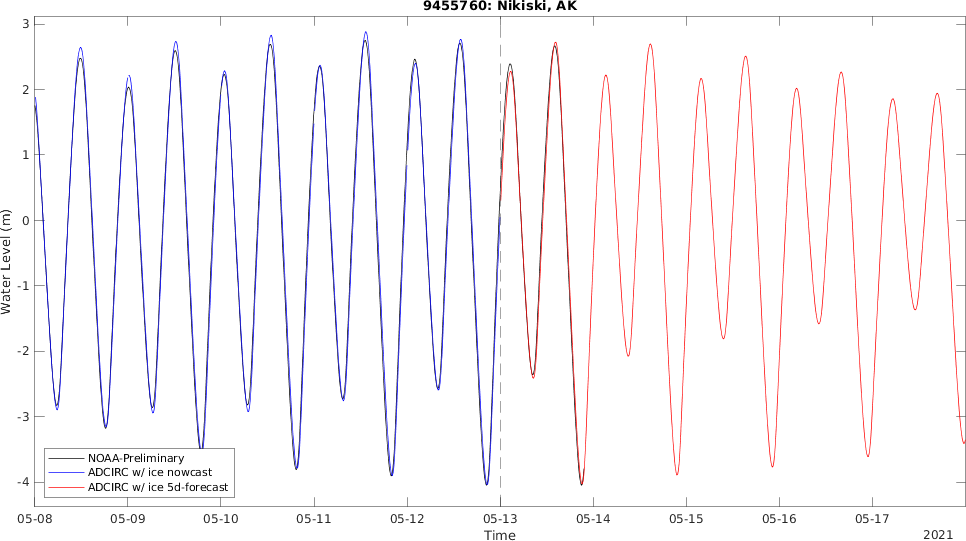 9455760: Nikiski, AK
Water Level (m)
3
2
1
0
-1
-2
-3
-4
NOAA-Preliminary
ADCIRC w/ ice nowcast
ADCIRC w/ ice 5d-forecast
05-08 05-09 05-10 05-11 05-12 05-13 05-14 05-15 05-16 05-17
Time
2021